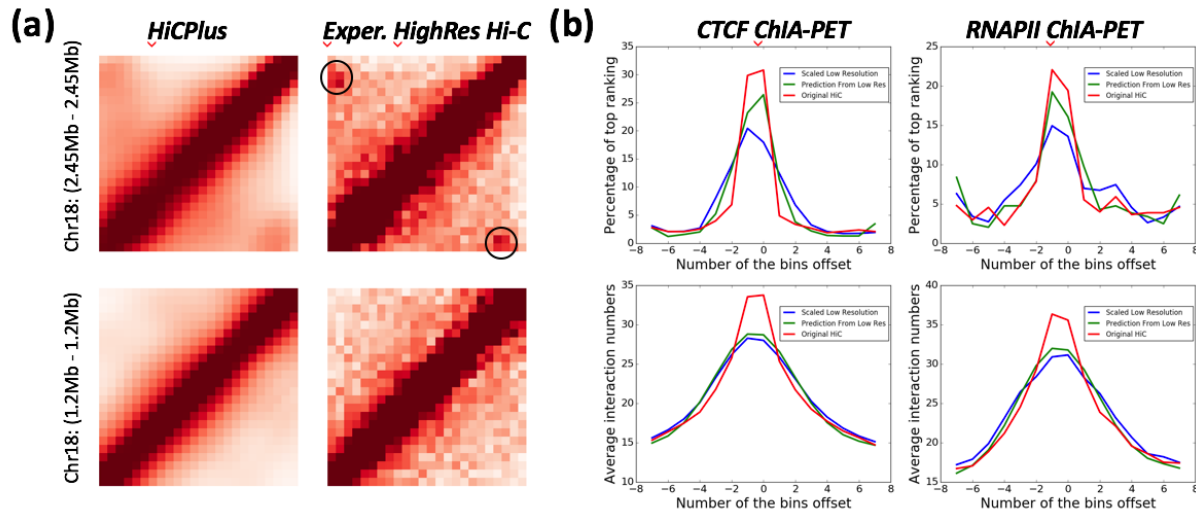 (a)
HiCPlus
Exper. HighRes Hi-C
Chr18: (2.45Mb - 2.45Mb)
Chr18: (1.2Mb - 1.2Mb)
(b)
CTCF ChIA-PET
RNAPII ChIA-PET
Percentage of top ranking
35
30
25
20
15
10
5
0
Scaled Low Resolution
Prediction From Low Res
Original HiC
−8 −6 −4 −2 0 2 4 6 8
Number of the bins offset
Percentage of top ranking
25
20
15
10
5
0
Scaled Low Resolution
Prediction From Low Res
Original HiC
−8 −6 −4 −2 0 2 4 6 8
Number of the bins offset
Average interaction numbers
35
30
25
20
15
10
Scaled Low Resolution
Prediction From Low Res
Original HiC
−8 −6 −4 −2 0 2 4 6 8
Number of the bins offset
Average interaction numbers
40
35
30
25
20
15
Scaled Low Resolution
Prediction From Low Res
Original HiC
−8 −6 −4 −2 0 2 4 6 8
Number of the bins offset